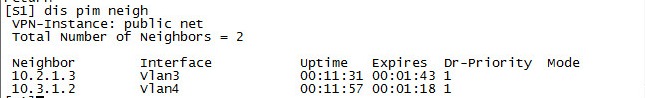 [S1] dis pim neigh
VPN-Instance: public net
Total Number of Neighbors = 2
Neighbor Interface Uptime Expires Dr-Priority Mode
10.2.1.3 Vlan3 00:11:31 00:01:43 1
10.3.1.2 Vlan4 00:11:57 00:01:18 1